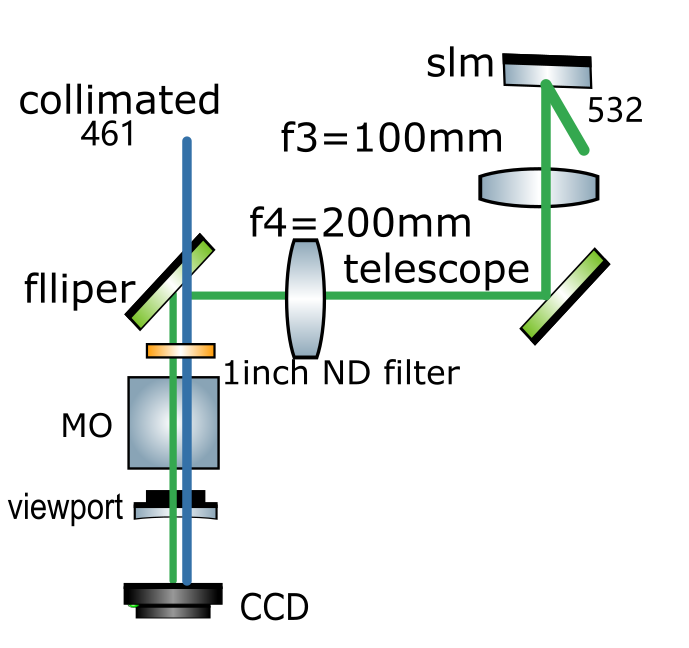 slm
collimated
461
532
f3=100mm
f4=200mm
telescope
flliper
1inch ND filter
MO
viewport
CCD